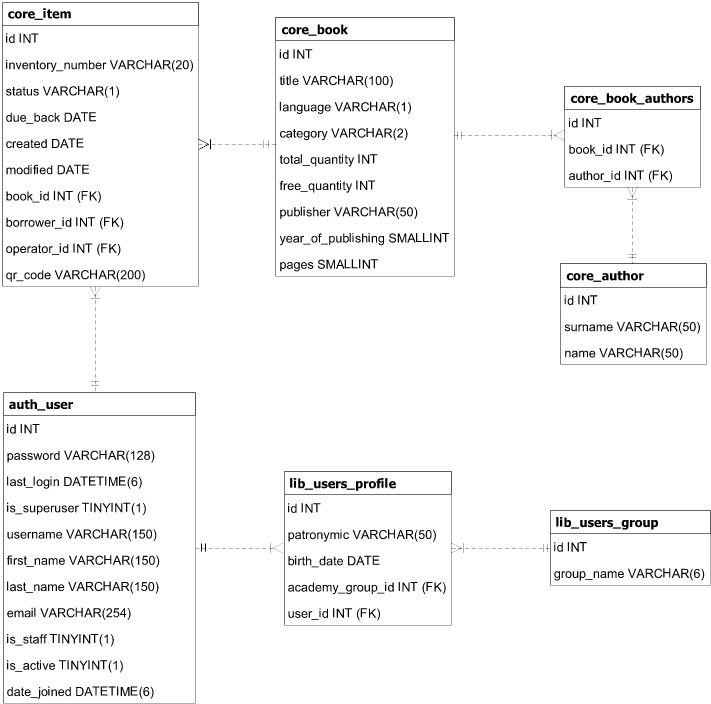 core_item
id INT
inventory_number VARCHAR(20)
status VARCHAR(1)
due_back DATE
created DATE
modified DATE
book_id INT (FK)
borrower_id INT (FK)
operator_id INT (FK)
qr_code VARCHAR(200)
core_book
id INT
title VARCHAR(100)
language VARCHAR(1)
category VARCHAR(2)
total_quantity INT
free_quantity INT
publisher VARCHAR(50)
year_of_publishing SMALLINT
pages SMALLINT
core_book_authors
id INT
book_id INT (FK)
author_id INT (FK)
core_author
id INT
surname VARCHAR(50)
name VARCHAR(50)
auth_user
id INT
password VARCHAR(128)
last_login DATETIME(6)
is_superuser TINYINT(1)
username VARCHAR(150)
first_name VARCHAR(150)
last_name VARCHAR(150)
email VARCHAR(254)
is_staff TINYINT(1)
is_active TINYINT(1)
date_joined DATETIME(6)
lib_users_profile
id INT
patronymic VARCHAR(50)
birth_date DATE
academy_group_id INT (FK)
user_id INT (FK)
lib_users_group
id INT
group_name VARCHAR(6)